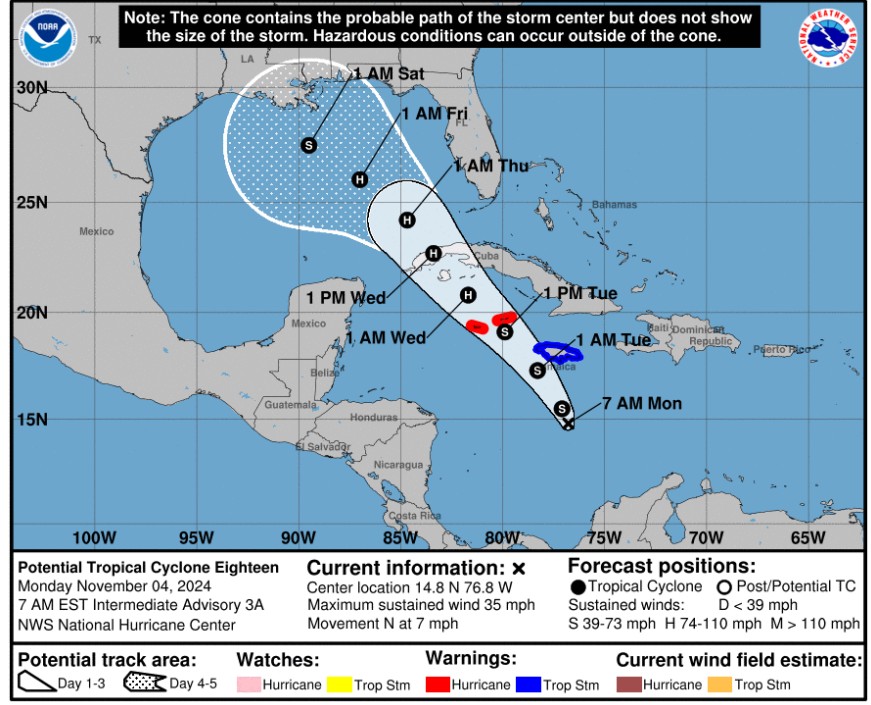 Note: The cone contains the probable path of the storm center but does not show
the size of the storm. Hazardous conditions can occur outside of the cone.
NOAA
NATIONAL WEATHER SERVICE
TX
LA
FL
30N
1 AM Sat
1 AM Fri
1 AM Thu
S
H
25N
Mexico
Bahamas
H
H
Cuba
1 PM Wed
H
1 PM Tue
20N
Mexico
1 AM Wed
S
1 AM Tue
Haiti
Dominican
Republic
Puerto Rico
Belize
S
maica
Guatemala
Honduras
S
7 AM Mon
15N
El Salvador
Nicaragua
Costa Rica
100W 95W 90W 85W 80W 75W 70W 65W
Potential Tropical Cyclone Eighteen
Monday November 04, 2024
7 AM EST Intermediate Advisory 3A
NWS National Hurricane Center
Current information: x
Center location 14.8 N 76.8 W
Maximum sustained wind 35 mph
Movement N at 7 mph
Forecast positions:
Tropical Cyclone Post/Potential TC
Sustained winds: D < 39 mph
S 39-73 mph H 74-110 mph M > 110 mph
Potential track area:
Day 1-3 Day 4-5
Watches:
Hurricane Trop Stm
Warnings:
Hurricane Trop Stm
Current wind field estimate:
Hurricane Trop Stm